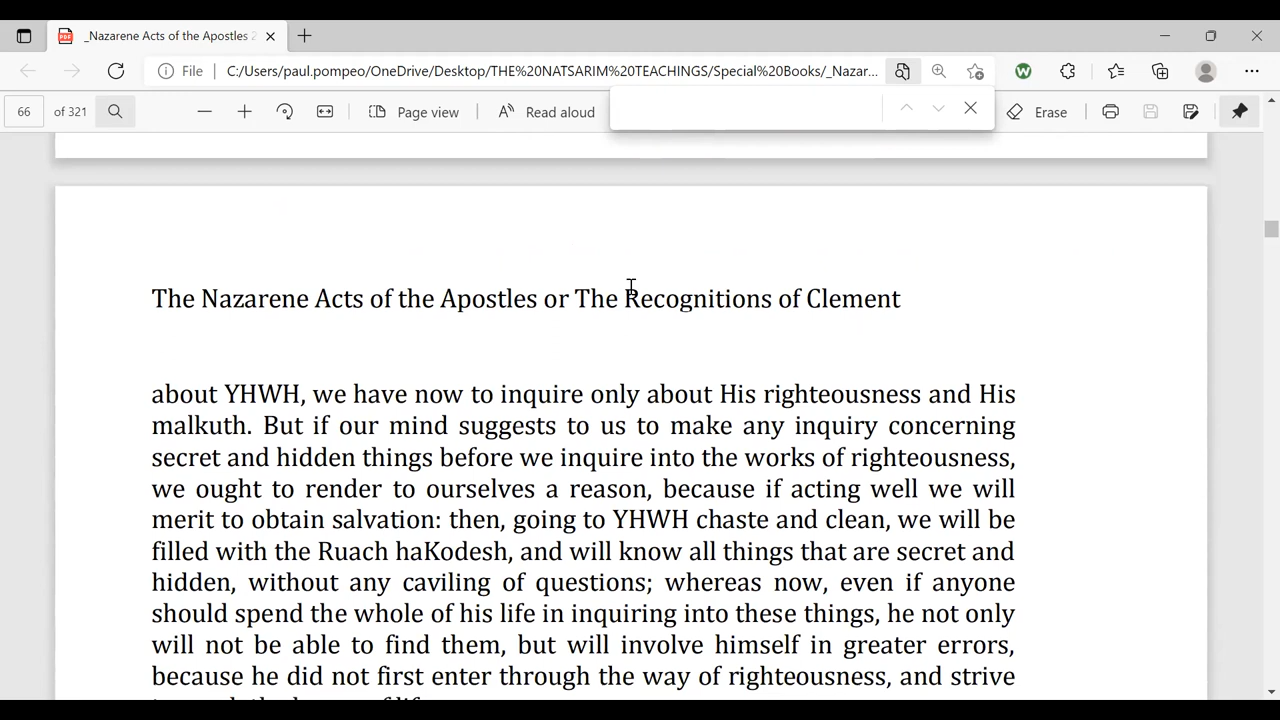 _Nazarene Acts of the Apostles 2
File
C:/Users/paul.pompeo/OneDrive/Desktop/THE%20NATSARIM%20TEACHINGS/Special%20Books/_Nazar...
66 of 321
Page view
Read aloud
Erase
The Nazarene Acts of the Apostles or The Recognitions of Clement
about YHWH, we have now to inquire only about His righteousness and His
malkuth. But if our mind suggests to us to make any inquiry concerning
secret and hidden things before we inquire into the works of righteousness,
we ought to render to ourselves a reason, because if acting well we will
merit to obtain salvation: then, going to YHWH chaste and clean, we will be
filled with the Ruach haKodesh, and will know all things that are secret and
hidden, without any caviling of questions; whereas now, even if anyone
should spend the whole of his life in inquiring into these things, he not only
will not be able to find them, but will involve himself in greater errors,
because he did not first enter through the way of righteousness, and strive